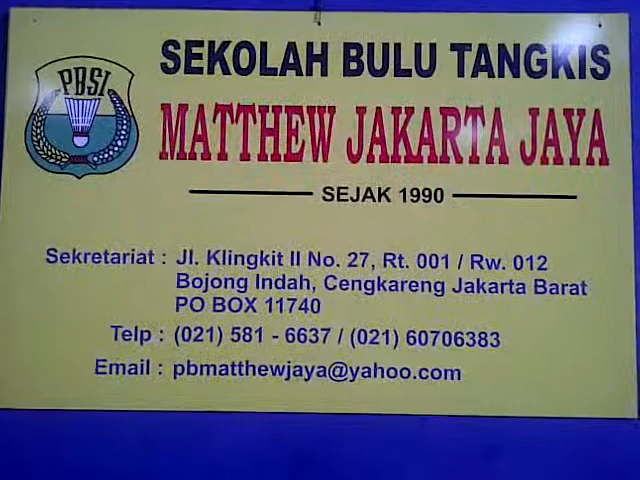 SEKOLAH BULU TANGKIS
PBSI
MATTHEW JAKARTA JAYA
SEJAK 1990
Sekretariat : Jl. Klingkit II No. 27, Rt. 001 / Rw. 012
Bojong Indah, Cengkareng Jakarta Barat
PO BOX 11740
Telp : (021) 581 - 6637 / (021) 60706383
Email : pbmatthewjaya@yahoo.com